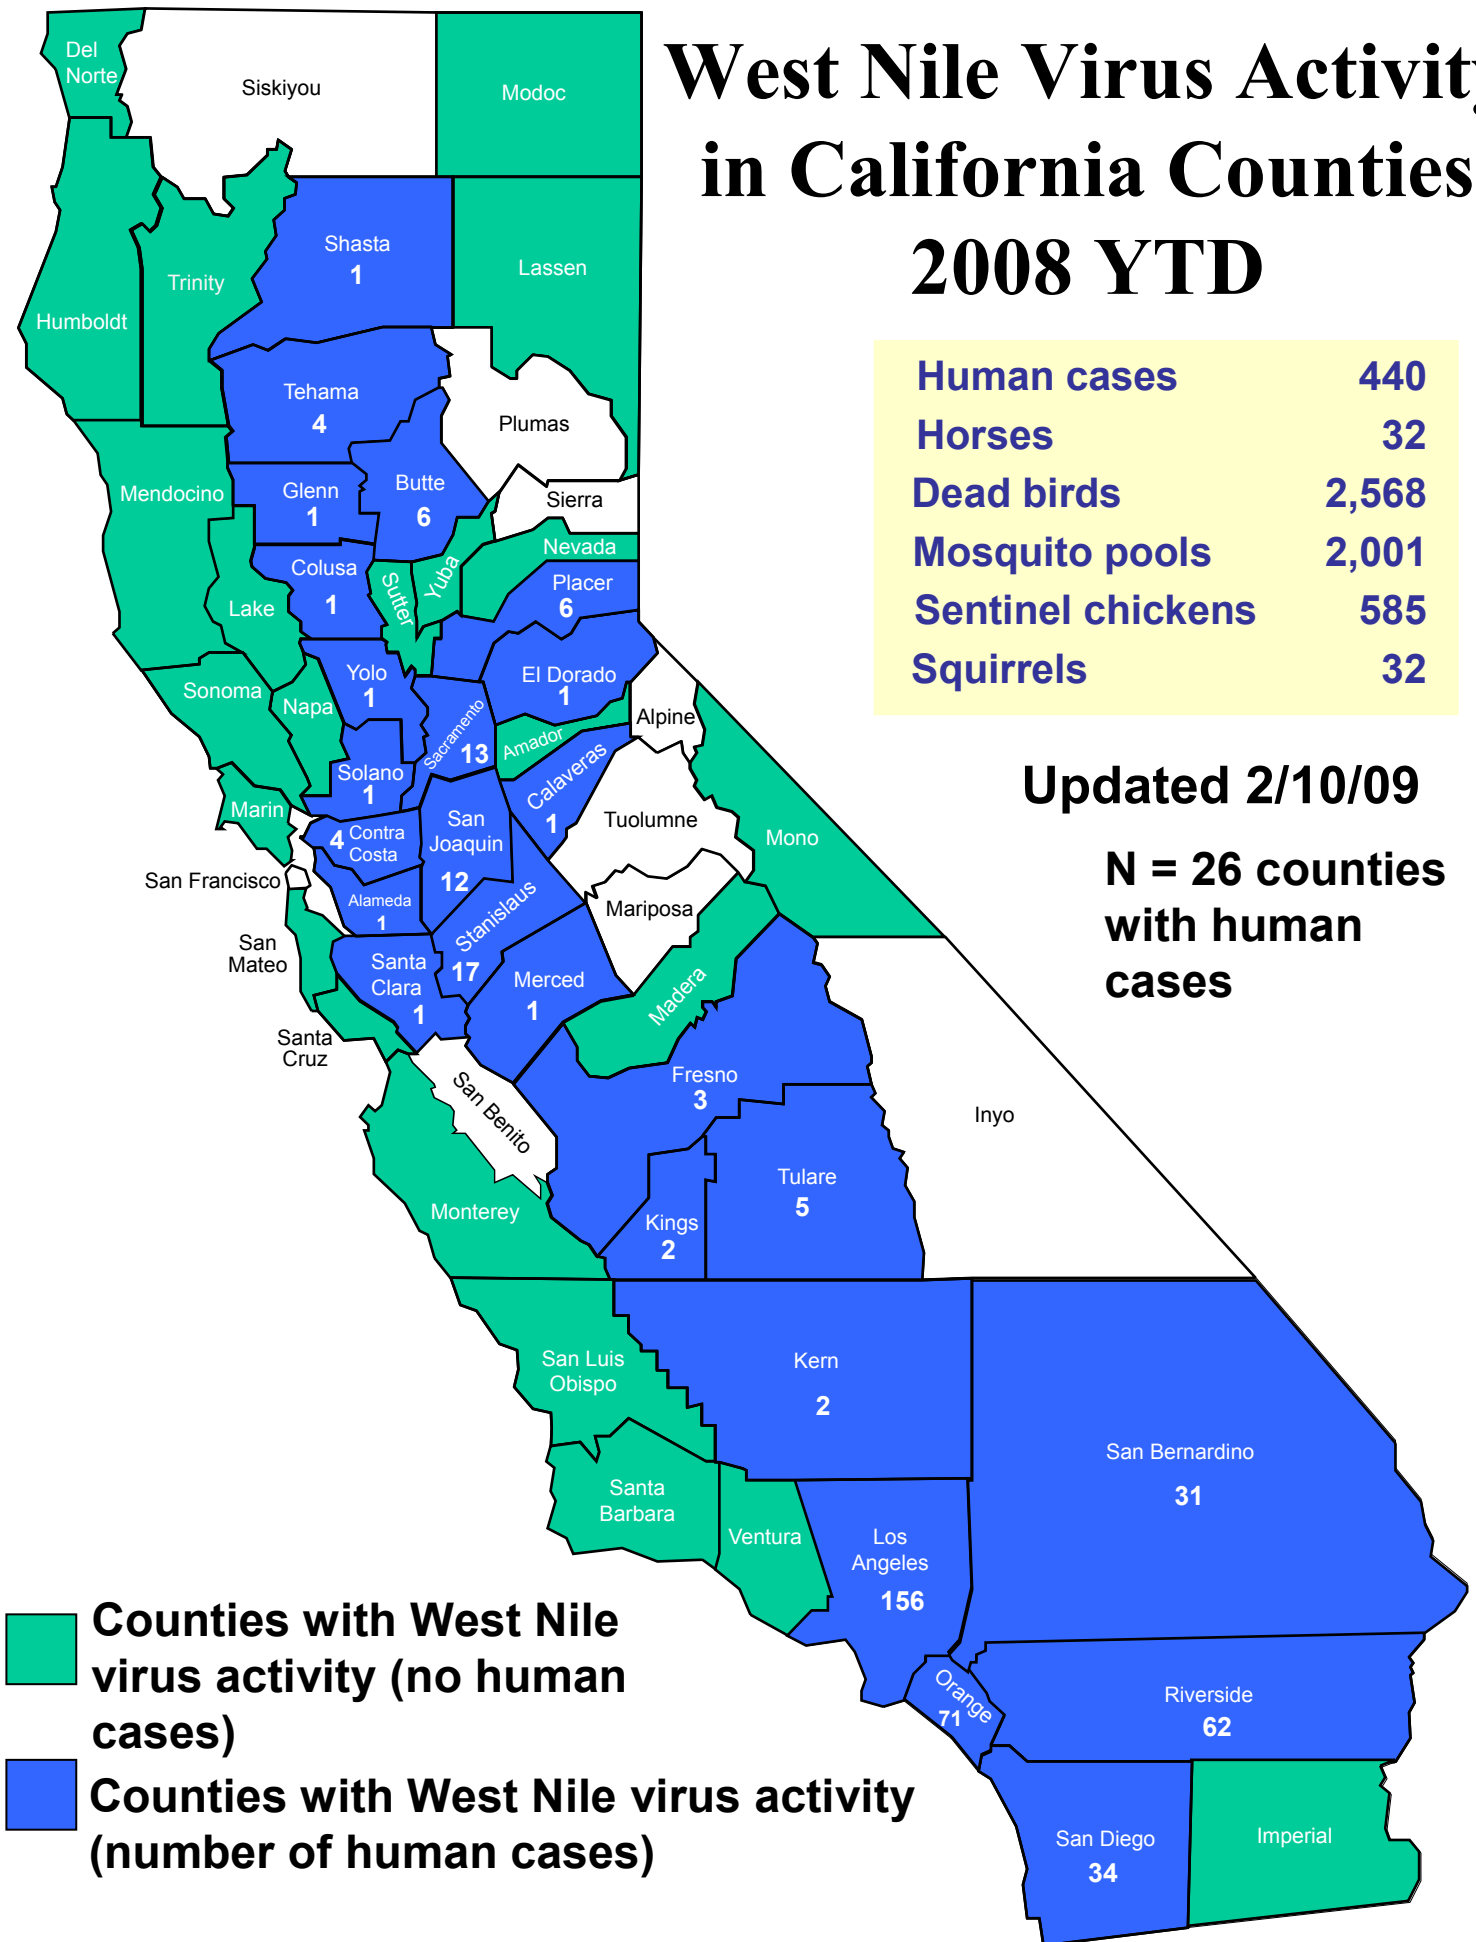 West Nile Virus Activity
in California Counties
2008 YTD
Human cases 440
Horses 32
Dead birds 2,568
Mosquito pools 2,001
Sentinel chickens 585
Squirrels 32
Updated 2/10/09
N = 26 counties
with human
cases
Del
Norte
Siskiyou
Modoc
Shasta
1
Lassen
Trinity
Humboldt
Tehama
4
Plumas
Mendocino
Glenn
1
Butte
6
Sierra
Nevada
Colusa
1
Sutter
Yuba
Placer
6
Lake
Yolo
1
El Dorado
1
Sonoma
Napa
Sacramento
13
Amador
Alpine
Solano
1
Calaveras
1
Marin
4 Contra
Costa
San
Joaquin
12
Tuolumne
Mono
San Francisco
Alameda
1
Stanislaus
17
Mariposa
San
Mateo
Santa
Clara
1
Merced
1
Madera
Santa
Cruz
San Benito
Fresno
3
Inyo
Monterey
Kings
2
Tulare
5
San Luis
Obispo
Kern
2
San Bernardino
31
Santa
Barbara
Ventura
Los
Angeles
156
Orange
71
Riverside
62
San Diego
34
Imperial
Counties with West Nile
virus activity (no human
cases)
Counties with West Nile virus activity
(number of human cases)